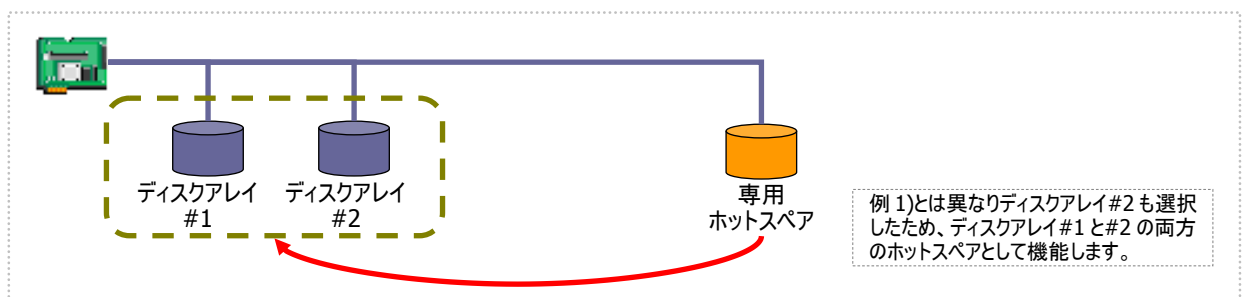 ディスクアレイ
#1
ディスクアレイ
#2
専用
ホットスペア
例 1)とは異なりディスクアレイ#2 も選択
したため、ディスクアレイ#1 と#2 の両方
のホットスペアとして機能します。